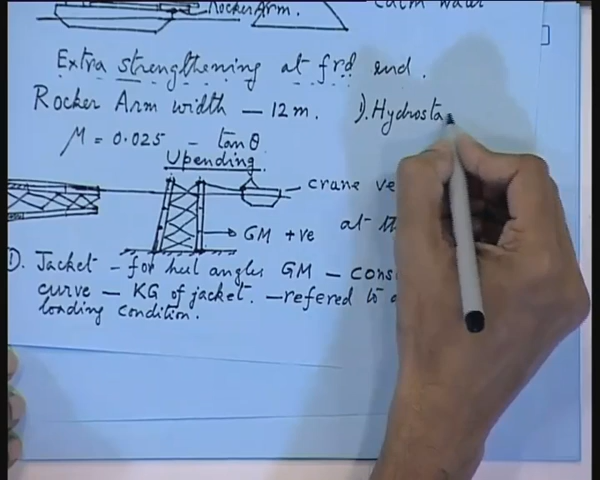 Rocker Arm. Calm water
Extra strengthening at frd end.
Rocker Arm width — 12 m. 1). Hydrosta
μ = 0.025 – tan θ
Upending.
crane ve
GM +ve at
①. Jacket – for heel angles GM – cons
curve – KG of jacket. – refered to
loading condition.